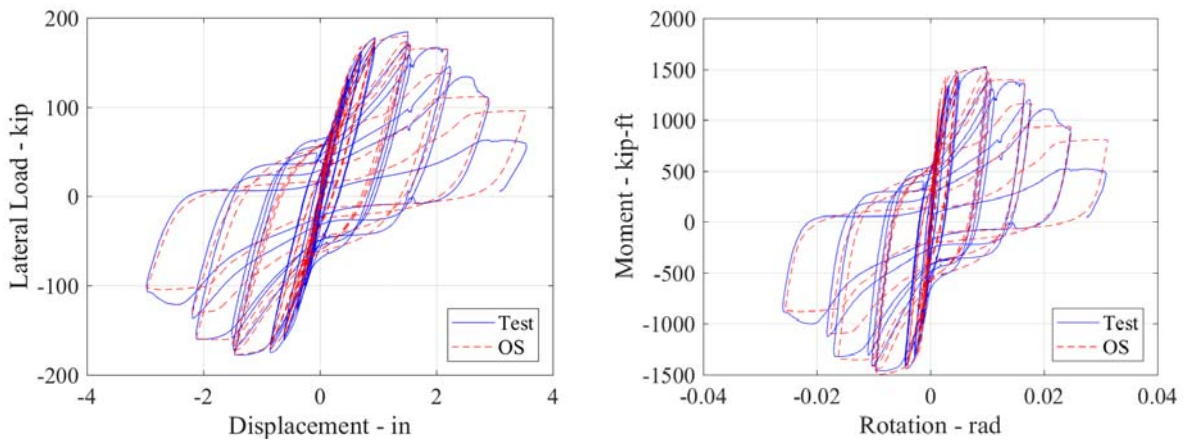 200
100
0
-100
-200
Lateral Load - kip
-4
-2
0
2
4
Displacement - in
Test
OS
2000
1500
1000
500
0
-500
-1000
-1500
Moment - kip-ft
-0.04
-0.02
0
0.02
0.04
Rotation - rad
Test
OS